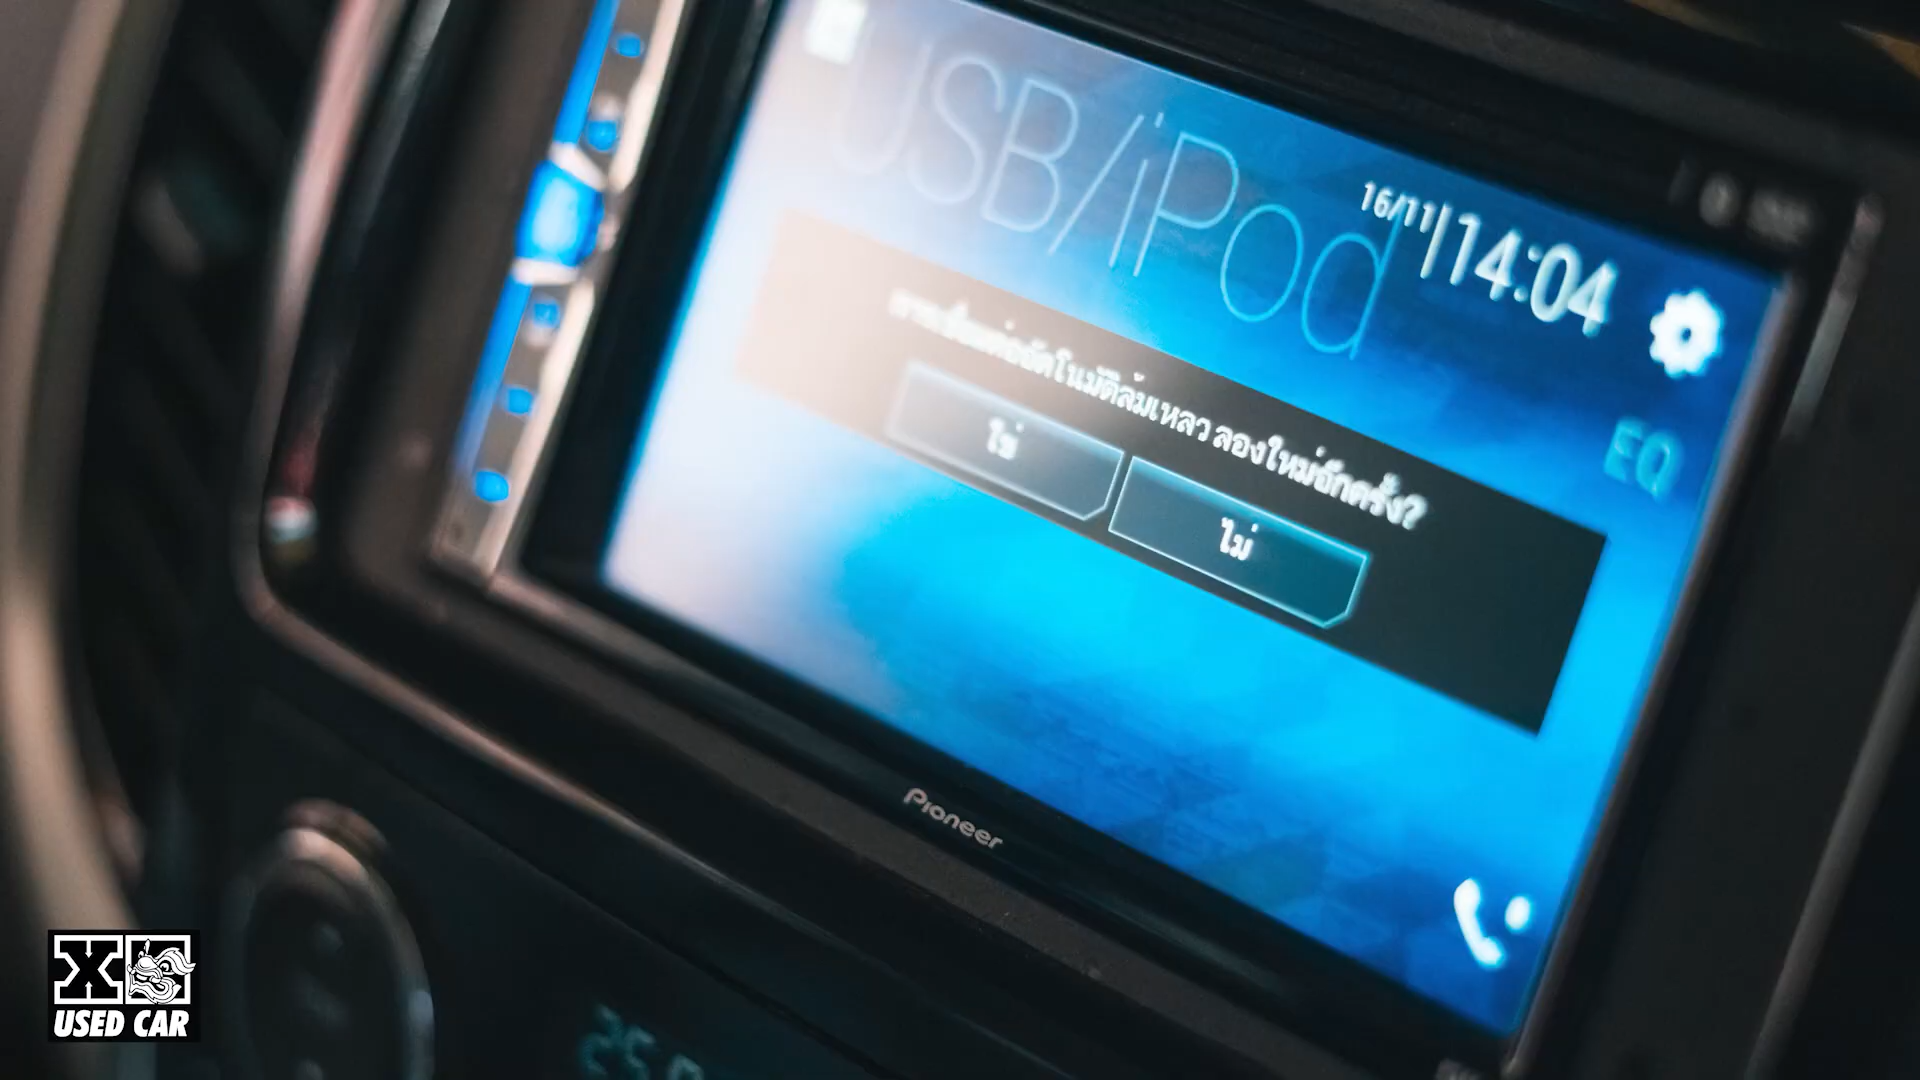 USB/iPod
16/11 14:04
การเชื่อมต่ออัตโนมัติล้มเหลว ลองใหม่อีกครั้ง?
ใช่
ไม่
EQ
Pioneer
X
USED CAR